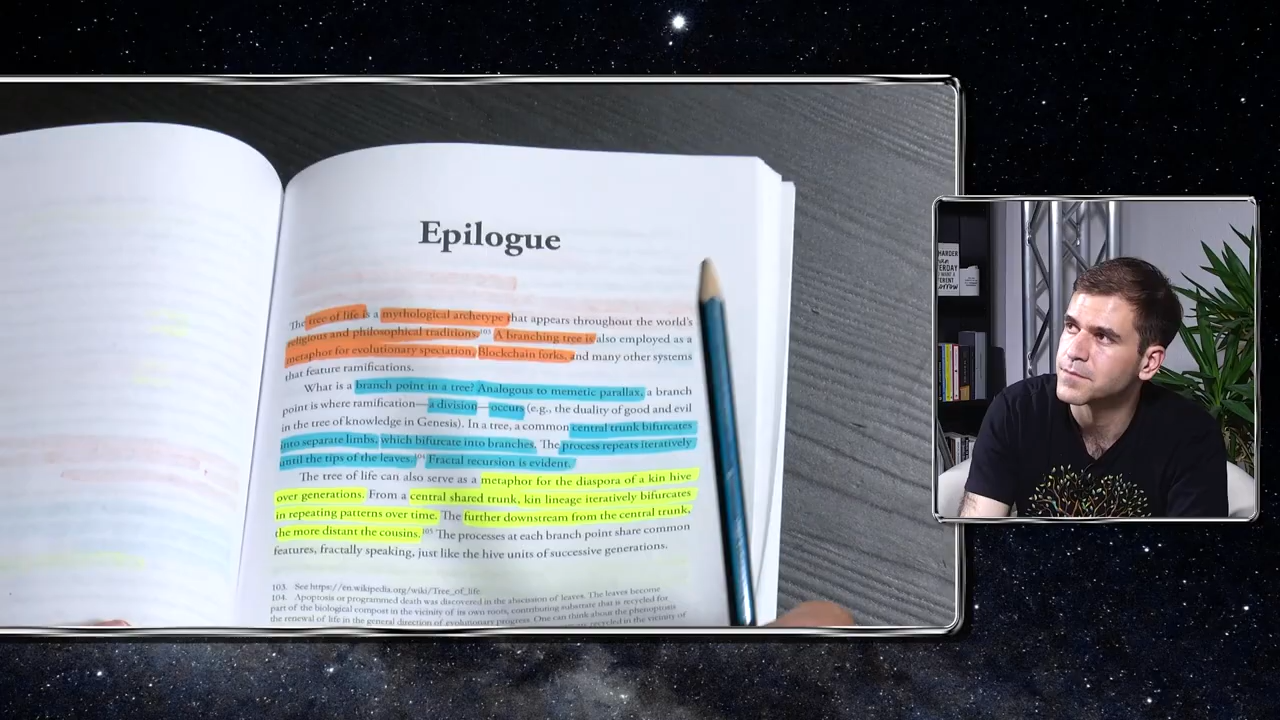 Epilogue
The tree of life is a mythological archetype that appears throughout the world's
religious and philosophical traditions.103 A branching tree is also employed as a
metaphor for evolutionary speciation, Blockchain forks, and many other systems
that feature ramifications.
What is a branch point in a tree? Analogous to memetic parallax, a branch
point is where ramification—a division—occurs (e.g., the duality of good and evil
in the tree of knowledge in Genesis). In a tree, a common central trunk bifurcates
into separate limbs, which bifurcate into branches. The process repeats iteratively
until the tips of the leaves.104 Fractal recursion is evident.
The tree of life can also serve as a metaphor for the diaspora of a kin hive
over generations. From a central shared trunk, kin lineage iteratively bifurcates
in repeating patterns over time. The further downstream from the central trunk,
the more distant the cousins.105 The processes at each branch point share common
features, fractally speaking, just like the hive units of successive generations.
103. See https://en.wikipedia.org/wiki/Tree_of_life
104. Apoptosis or programmed death was discovered in the abscission of leaves. The leaves become
part of the biological compost in the vicinity of its own roots, contributing substrate that is recycled for
the renewal of life in the general direction of evolutionary progress. One can think about the phenoptosis
recycled in the vicinity of